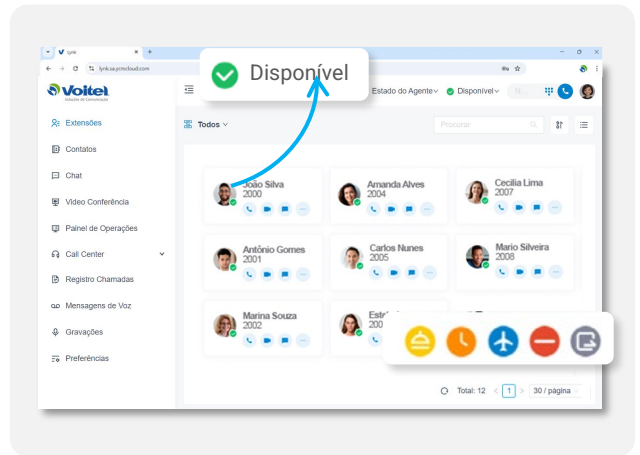 Lynk
lynk.sa.ycmcloud.com
Voitel
Soluções de Comunicação
Disponível
Estado do Agente
Disponível
N...
Extensões
Contatos
Chat
Vídeo Conferência
Painel de Operações
Call Center
Registro Chamadas
Mensagens de Voz
Gravações
Preferências
Todos
Procurar
João Silva
2000
Amanda Alves
2004
Cecilia Lima
2007
Antônio Gomes
2001
Carlos Nunes
2005
Mario Silveira
2008
Marina Souza
2002
Total: 12
1
30 / página